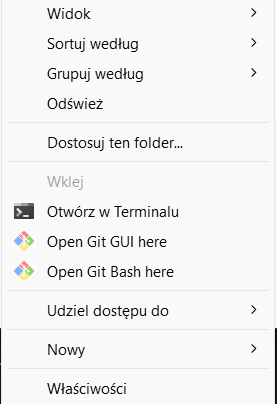 Widok
Sortuj według
Grupuj według
Odśwież
Dostosuj ten folder...
Wklej
Otwórz w Terminalu
Open Git GUI here
Open Git Bash here
Udziel dostępu do
Nowy
Właściwości